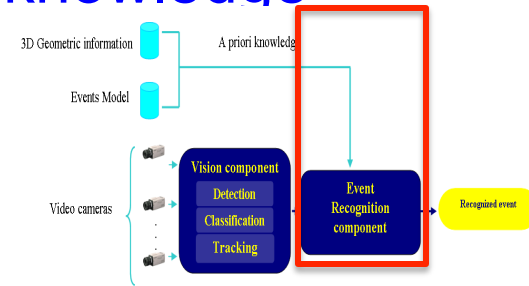 knowledge
3D Geometric information
A priori knowledg
Events Model
Vision component
Detection
Classification
Tracking
Event
Recognition
component
Recognized event
Video cameras